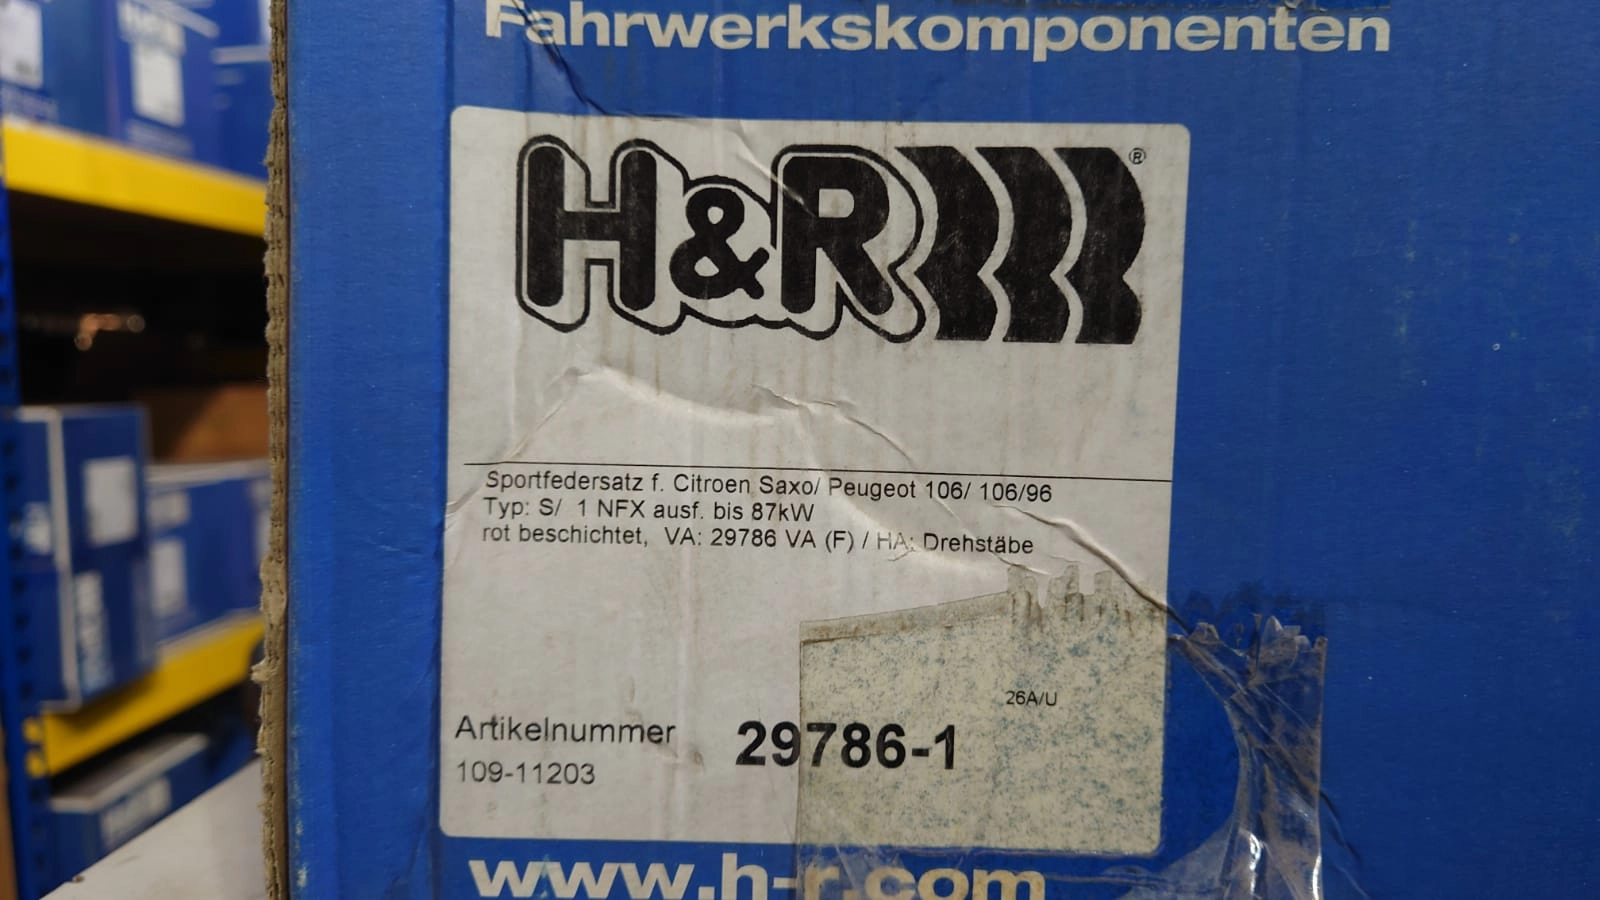 Fahrwerkskomponenten
H&R®
Sportfedersatz f. Citroen Saxo/ Peugeot 106/ 106/96
Typ: S/  1 NFX ausf. bis 87kW
rot beschichtet,  VA: 29786 VA (F) / HA: Drehstäbe
26A/U
Artikelnummer 29786-1
109-11203
www.h-r.com